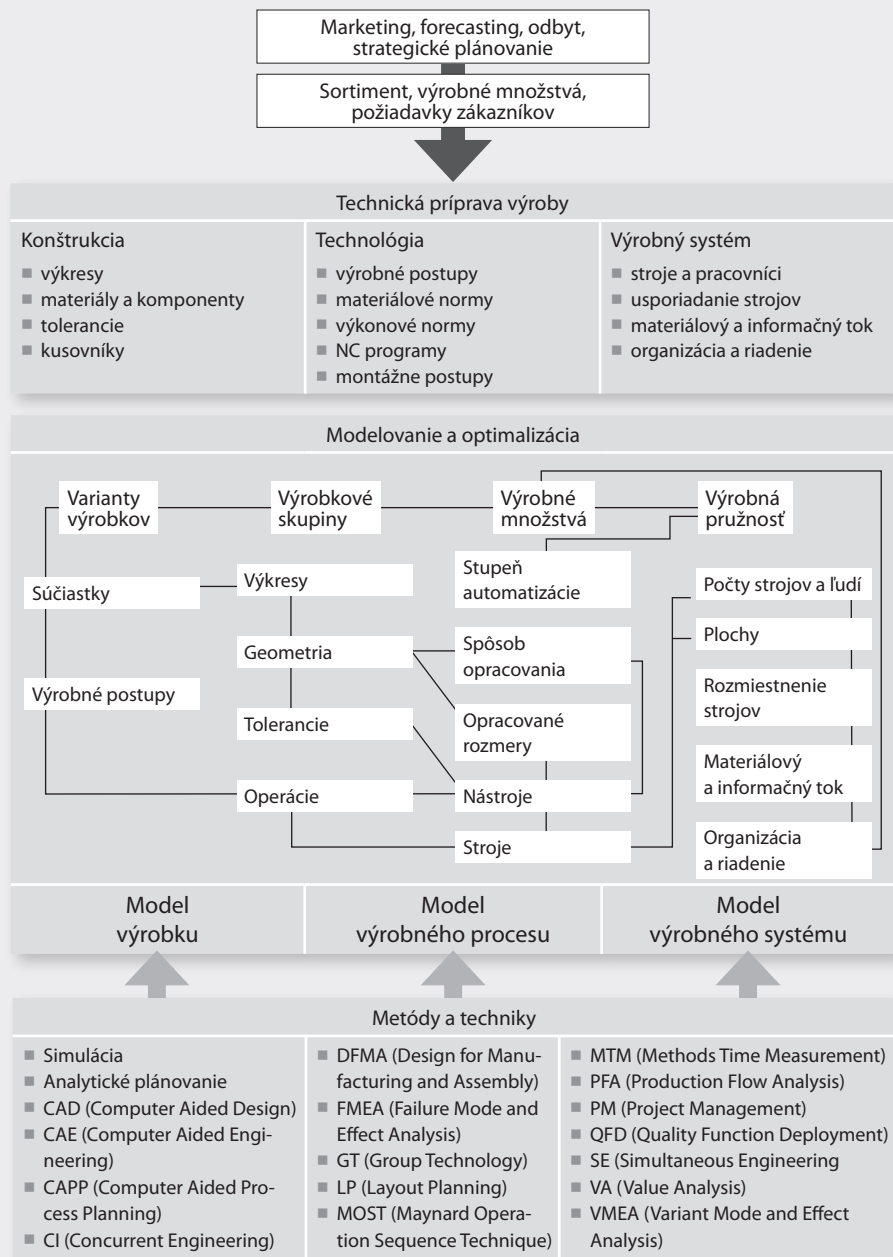 Marketing, forecasting, odbyt,
strategické plánovanie
Sortiment, výrobné množstvá,
požiadavky zákazníkov
Technická príprava výroby
Konštrukcia
výkresy
materiály a komponenty
tolerancie
kusovníky
Technológia
výrobné postupy
materiálové normy
výkonové normy
NC programy
montážne postupy
Výrobný systém
stroje a pracovníci
usporiadanie strojov
materiálový a informačný tok
organizácia a riadenie
Modelovanie a optimalizácia
Varianty
výrobkov
Výrobkové
skupiny
Výrobné
množstvá
Výrobná
pružnosť
Súčiastky
Výrobné postupy
Výkresy
Geometria
Tolerancie
Operácie
Stupeň
automatizácie
Spôsob
opracovania
Opracované
rozmery
Nástroje
Stroje
Počty strojov a ľudí
Plochy
Rozmiestnenie
strojov
Materiálový
a informačný tok
Organizácia
a riadenie
Model
výrobku
Model
výrobného procesu
Model
výrobného systému
Metódy a techniky
Simulácia
Analytické plánovanie
CAD (Computer Aided Design)
CAE (Computer Aided Engi-
neering)
CAPP (Computer Aided Pro-
cess Planning)
CI (Concurrent Engineering)
DFMA (Design for Manu-
facturing and Assembly)
FMEA (Failure Mode and
Effect Analysis)
GT (Group Technology)
LP (Layout Planning)
MOST (Maynard Opera-
tion Sequence Technique)
MTM (Methods Time Measurement)
PFA (Production Flow Analysis)
PM (Project Management)
QFD (Quality Function Deployment)
SE (Simultaneous Engineering
VA (Value Analysis)
VMEA (Variant Mode and Effect
Analysis)